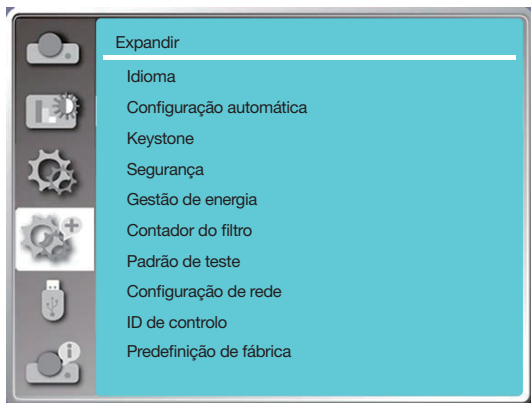 Expandir
Idioma
Configuração automática
Keystone
Segurança
Gestão de energia
Contador do filtro
Padrão de teste
Configuração de rede
ID de controlo
Predefinição de fábrica